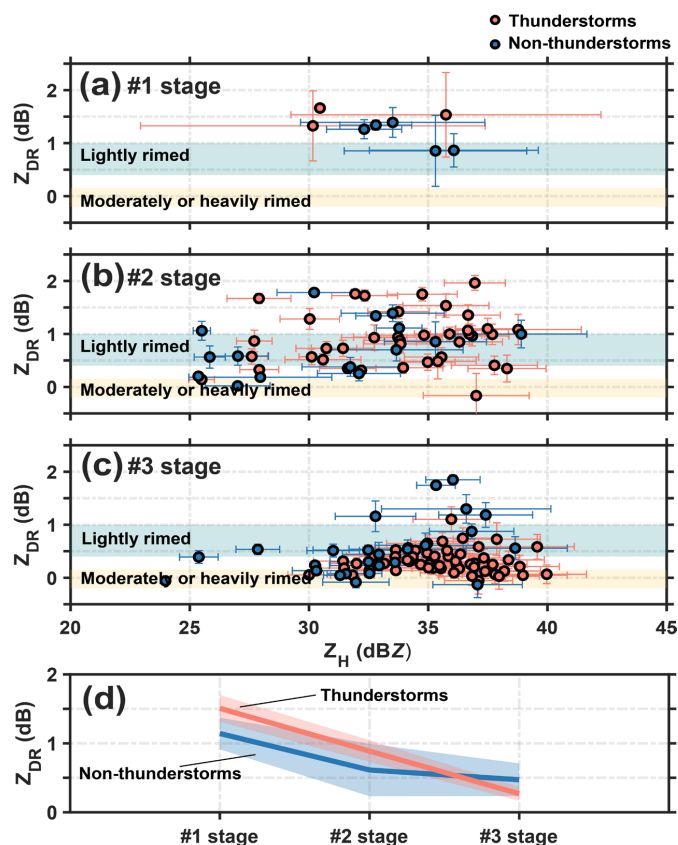 Thunderstorms
Non-thunderstorms
(a) #1 stage
2
1
0
Z_DR (dB)
Lightly rimed
Moderately or heavily rimed
(b) #2 stage
2
1
0
Z_DR (dB)
Lightly rimed
Moderately or heavily rimed
(c) #3 stage
2
1
0
Z_DR (dB)
Lightly rimed
Moderately or heavily rimed
20 25 30 35 40 45
Z_H (dBZ)
(d)
2
1
0
Z_DR (dB)
Thunderstorms
Non-thunderstorms
#1 stage #2 stage #3 stage